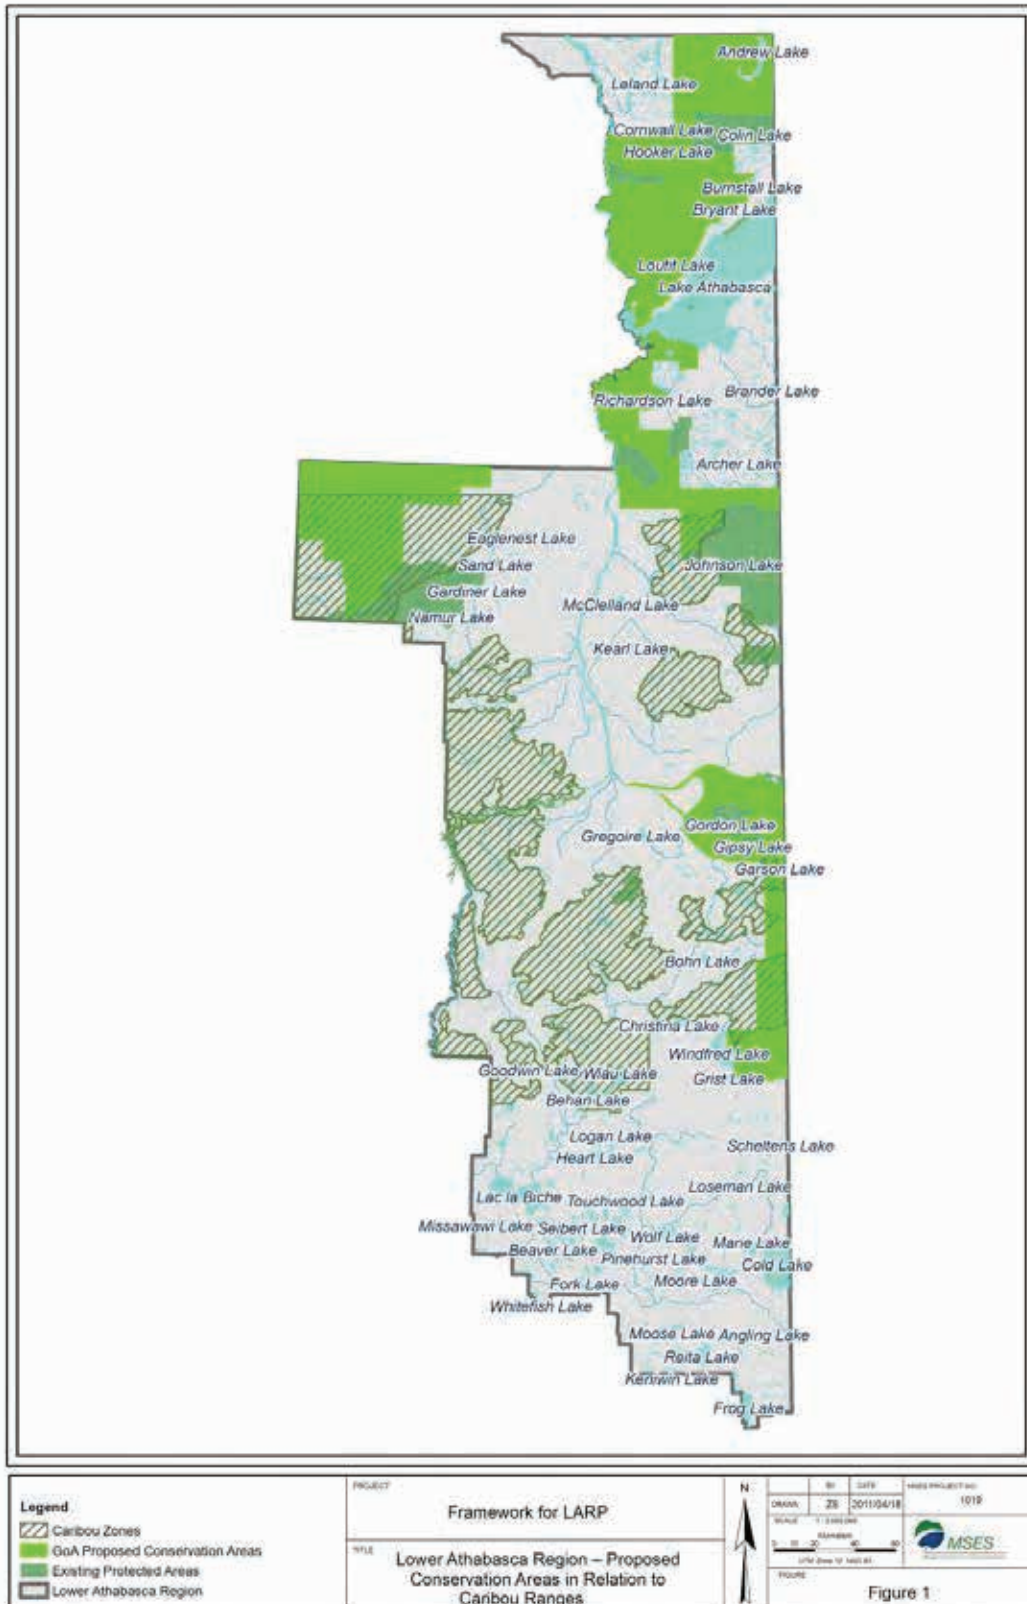 Andrew Lake
Leland Lake
Cornwall Lake
Colin Lake
Hooker Lake
Burnstall Lake
Bryant Lake
Loutit Lake
Lake Athabasca
Brander Lake
Richardson Lake
Archer Lake
Eaglenest Lake
Sand Lake
Johnson Lake
Gardiner Lake
McClelland Lake
Namur Lake
Kearl Lake
Gordon Lake
Gregoire Lake
Gipsy Lake
Garson Lake
Bohn Lake
Christina Lake
Windfred Lake
Goodwin Lake
Wiau Lake
Grist Lake
Behan Lake
Logan Lake
Scheltens Lake
Heart Lake
Loseman Lake
Lac la Biche
Touchwood Lake
Missawawi Lake
Seibert Lake
Wolf Lake
Marie Lake
Beaver Lake
Pinehurst Lake
Cold Lake
Fork Lake
Moore Lake
Whitefish Lake
Moose Lake
Angling Lake
Reita Lake
Kehiwin Lake
Frog Lake
Legend
Caribou Zones
GoA Proposed Conservation Areas
Existing Protected Areas
Lower Athabasca Region
PROJECT
Framework for LARP
TITLE
Lower Athabasca Region – Proposed
Conservation Areas in Relation to
Caribou Ranges
N
BY
DATE
MSES PROJECT NO.
DRAWN
ZS
2011/04/18
1019
SCALE
Kilometers
MSES
FIGURE
Figure 1